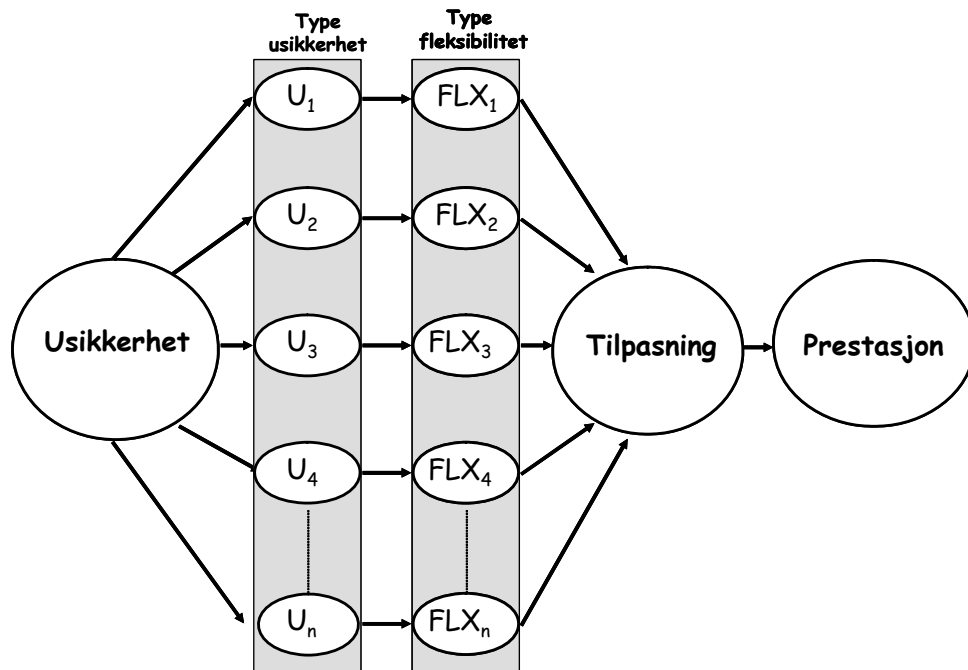 Type
usikkerhet
Type
fleksibilitet
U₁
FLX₁
U₂
FLX₂
Usikkerhet
U₃
FLX₃
Tilpasning
Prestasjon
U₄
FLX₄
Uₙ
FLXₙ